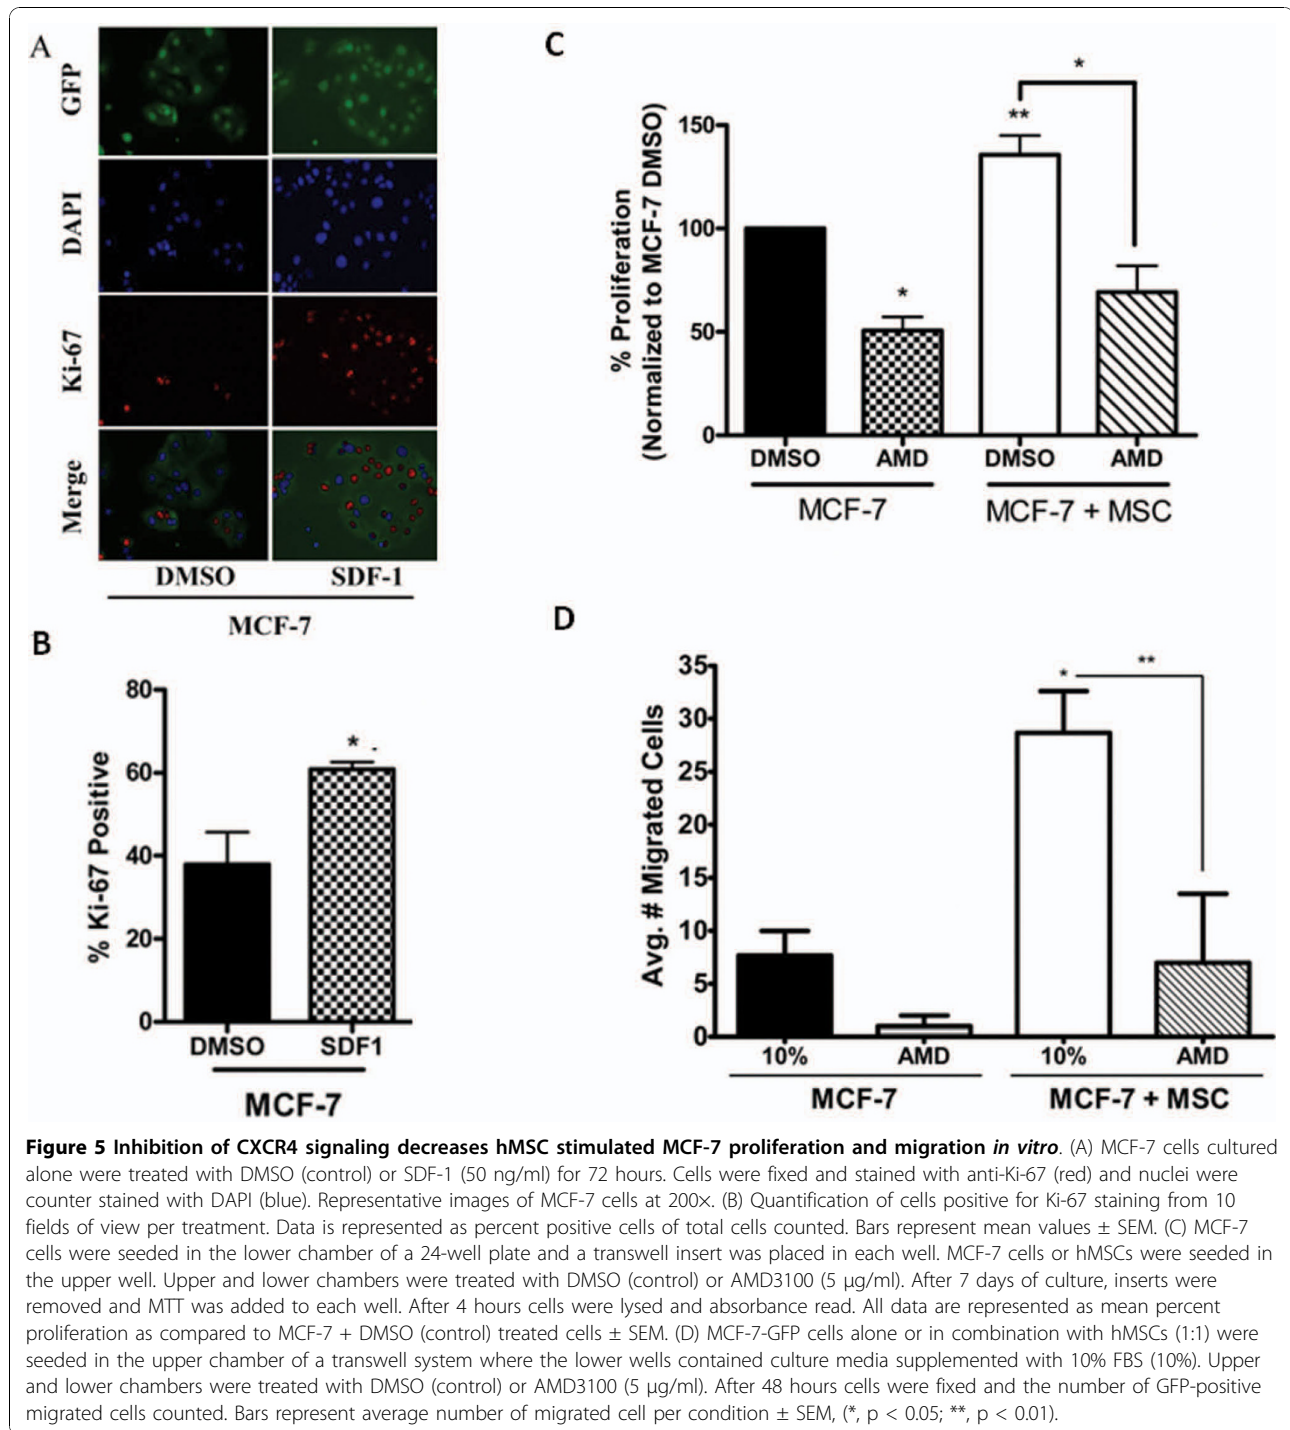 A
GFP
DAPI
Ki-67
Merge
DMSO SDF-1
MCF-7
B
% Ki-67 Positive
80
60
40
20
0
* -
DMSO SDF1
MCF-7
C
% Proliferation
(Normalized to MCF-7 DMSO)
150
100
50
0
*
**
*
DMSO AMD DMSO AMD
MCF-7 MCF-7 + MSC
D
Avg. # Migrated Cells
35
30
25
20
15
10
5
0
* **
10% AMD 10% AMD
MCF-7 MCF-7 + MSC
Figure 5 Inhibition of CXCR4 signaling decreases hMSC stimulated MCF-7 proliferation and migration in vitro. (A) MCF-7 cells cultured
alone were treated with DMSO (control) or SDF-1 (50 ng/ml) for 72 hours. Cells were fixed and stained with anti-Ki-67 (red) and nuclei were
counter stained with DAPI (blue). Representative images of MCF-7 cells at 200×. (B) Quantification of cells positive for Ki-67 staining from 10
fields of view per treatment. Data is represented as percent positive cells of total cells counted. Bars represent mean values ± SEM. (C) MCF-7
cells were seeded in the lower chamber of a 24-well plate and a transwell insert was placed in each well. MCF-7 cells or hMSCs were seeded in
the upper well. Upper and lower chambers were treated with DMSO (control) or AMD3100 (5 μg/ml). After 7 days of culture, inserts were
removed and MTT was added to each well. After 4 hours cells were lysed and absorbance read. All data are represented as mean percent
proliferation as compared to MCF-7 + DMSO (control) treated cells ± SEM. (D) MCF-7-GFP cells alone or in combination with hMSCs (1:1) were
seeded in the upper chamber of a transwell system where the lower wells contained culture media supplemented with 10% FBS (10%). Upper
and lower chambers were treated with DMSO (control) or AMD3100 (5 μg/ml). After 48 hours cells were fixed and the number of GFP-positive
migrated cells counted. Bars represent average number of migrated cell per condition ± SEM, (*, p < 0.05; **, p < 0.01).